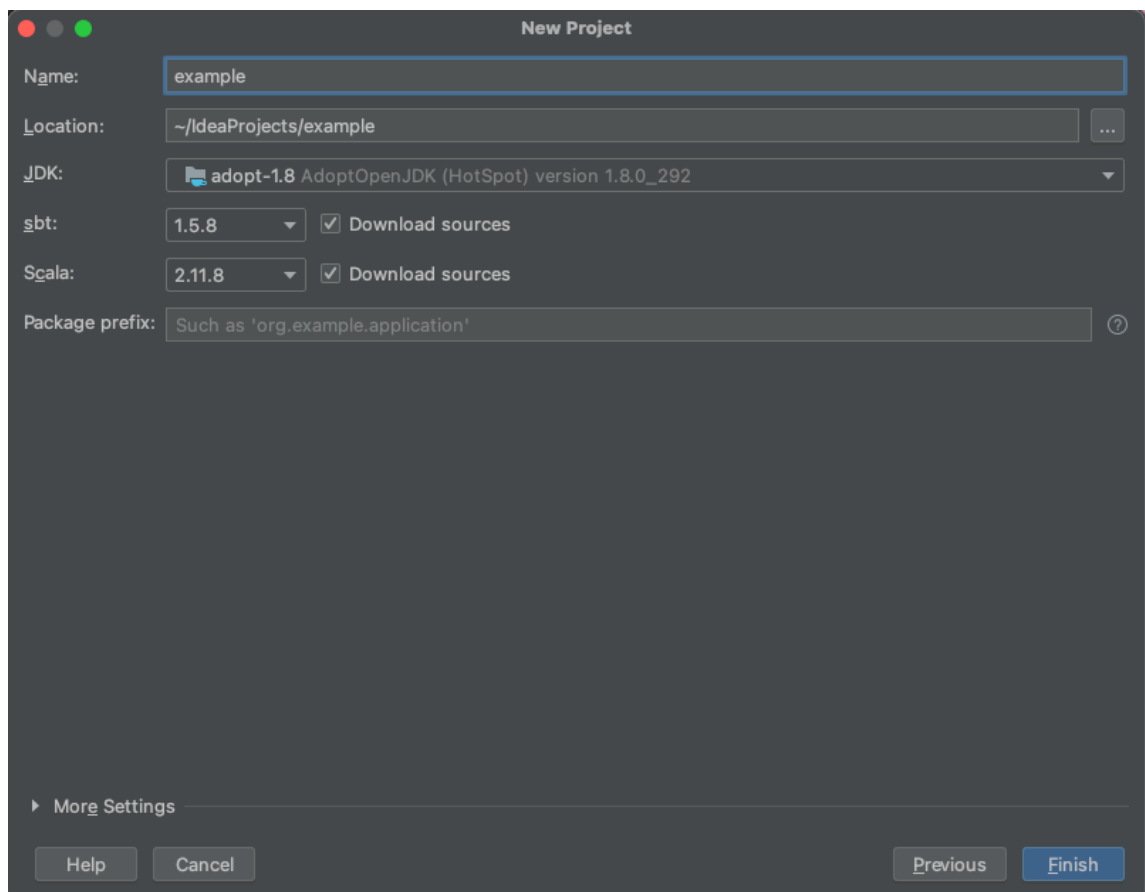 New Project
Name: example
Location: ~/IdeaProjects/example ...
JDK: adopt-1.8 AdoptOpenJDK (HotSpot) version 1.8.0_292
sbt: 1.5.8 Download sources
Scala: 2.11.8 Download sources
Package prefix: Such as 'org.example.application' ?
More Settings
Help Cancel Previous Finish